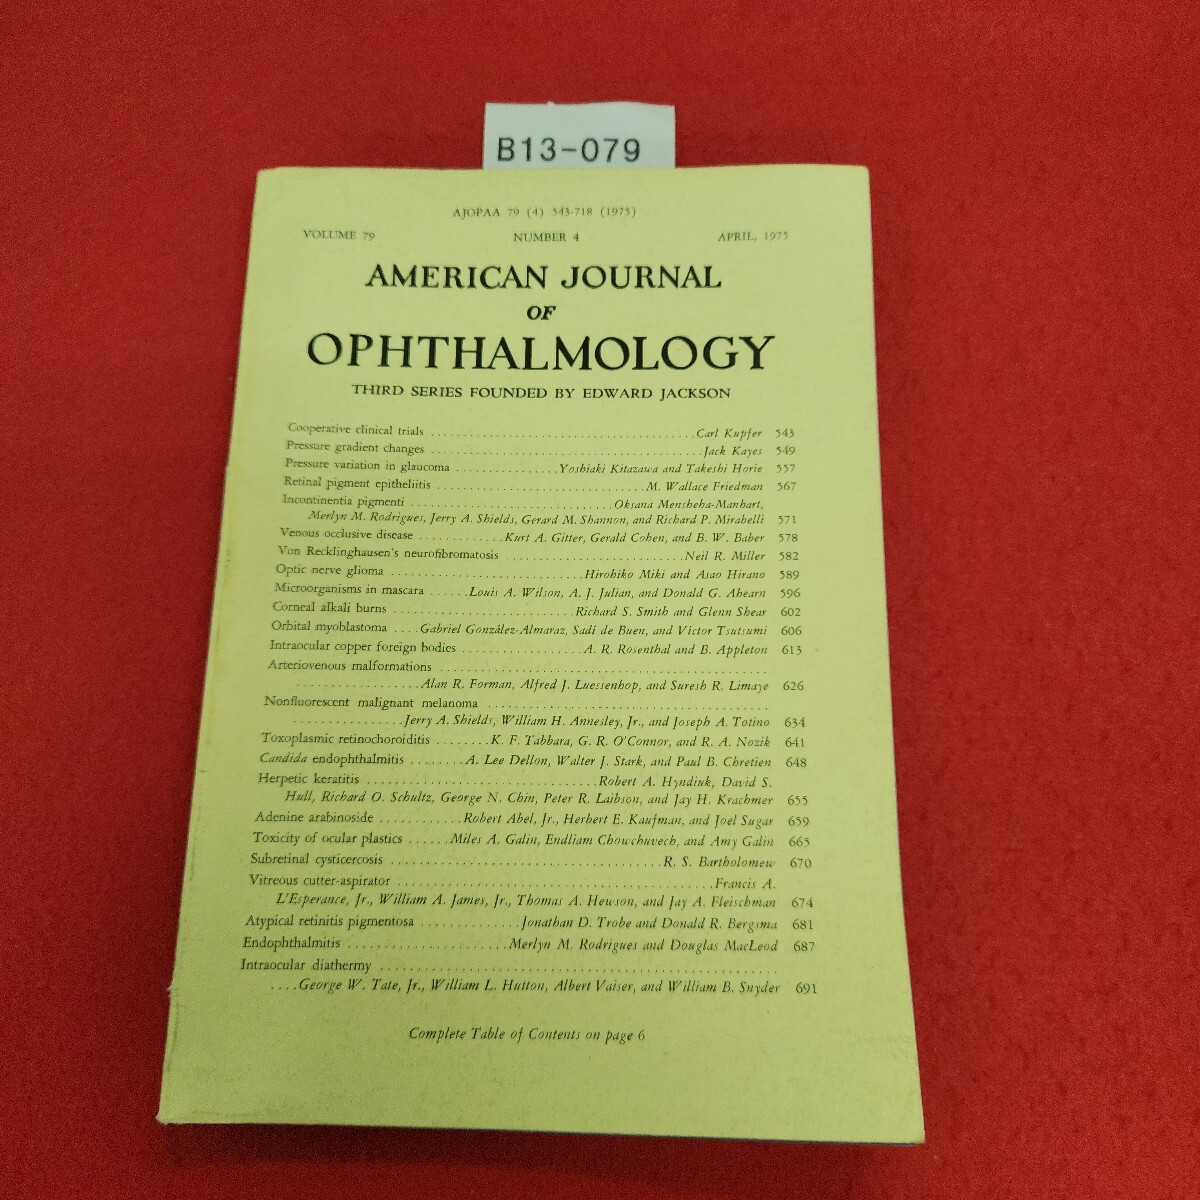 B13-079
AJOPAA 79 (4) 543-718 (1975)
VOLUME 79 NUMBER 4 APRIL, 1975
AMERICAN JOURNAL
OF
OPHTHALMOLOGY
THIRD SERIES FOUNDED BY EDWARD JACKSON
Cooperative clinical trials ........ Carl Kupfer 543
Pressure gradient changes ........ Jack Kayes 549
Pressure variation in glaucoma ........ Yoshiaki Kitazawa and Takeshi Horie 557
Retinal pigment epitheliitis ........ M. Wallace Friedman 567
Incontinentia pigmenti ........ Oksana Mensheha-Manhart,
Merlyn M. Rodrigues, Jerry A. Shields, Gerard M. Shannon, and Richard P. Mirabelli 571
Venous occlusive disease ........ Kurt A. Gitter, Gerald Cohen, and B. W. Baber 578
Von Recklinghausen's neurofibromatosis ........ Neil R. Miller 582
Optic nerve glioma ........ Hirohiko Miki and Asao Hirano 589
Microorganisms in mascara ...... Louis A. Wilson, A. J. Julian, and Donald G. Ahearn 596
Corneal alkali burns ........ Richard S. Smith and Glenn Shear 602
Orbital myoblastoma .... Gabriel González-Almaraz, Sadi de Buen, and Víctor Tsutsumi 606
Intraocular copper foreign bodies ........ A. R. Rosenthal and B. Appleton 613
Arteriovenous malformations ........
........ Alan R. Forman, Alfred J. Luessenhop, and Suresh R. Limaye 626
Nonfluorescent malignant melanoma ........
........ Jerry A. Shields, William H. Annesley, Jr., and Joseph A. Totino 634
Toxoplasmic retinochoroiditis ........ K. F. Tabbara, G. R. O'Connor, and R. A. Nozik 641
Candida endophthalmitis ........ A. Lee Dellon, Walter J. Stark, and Paul B. Chretien 648
Herpetic keratitis ........ Robert A. Hyndiuk, David S.
Hull, Richard O. Schultz, George N. Chin, Peter R. Laibson, and Jay H. Krachmer 655
Adenine arabinoside ........ Robert Abel, Jr., Herbert E. Kaufman, and Joel Sugar 659
Toxicity of ocular plastics ...... Miles A. Galin, Endliam Chowchuvech, and Amy Galin 665
Subretinal cysticercosis ........ R. S. Bartholomew 670
Vitreous cutter-aspirator ........ Francis A.
L'Esperance, Jr., William A. James, Jr., Thomas A. Hewson, and Jay A. Fleischman 674
Atypical retinitis pigmentosa ........ Jonathan D. Trobe and Donald R. Bergsma 681
Endophthalmitis ........ Merlyn M. Rodrigues and Douglas MacLeod 687
Intraocular diathermy ........
.... George W. Tate, Jr., William L. Hutton, Albert Vaiser, and William B. Snyder 691
Complete Table of Contents on page 6